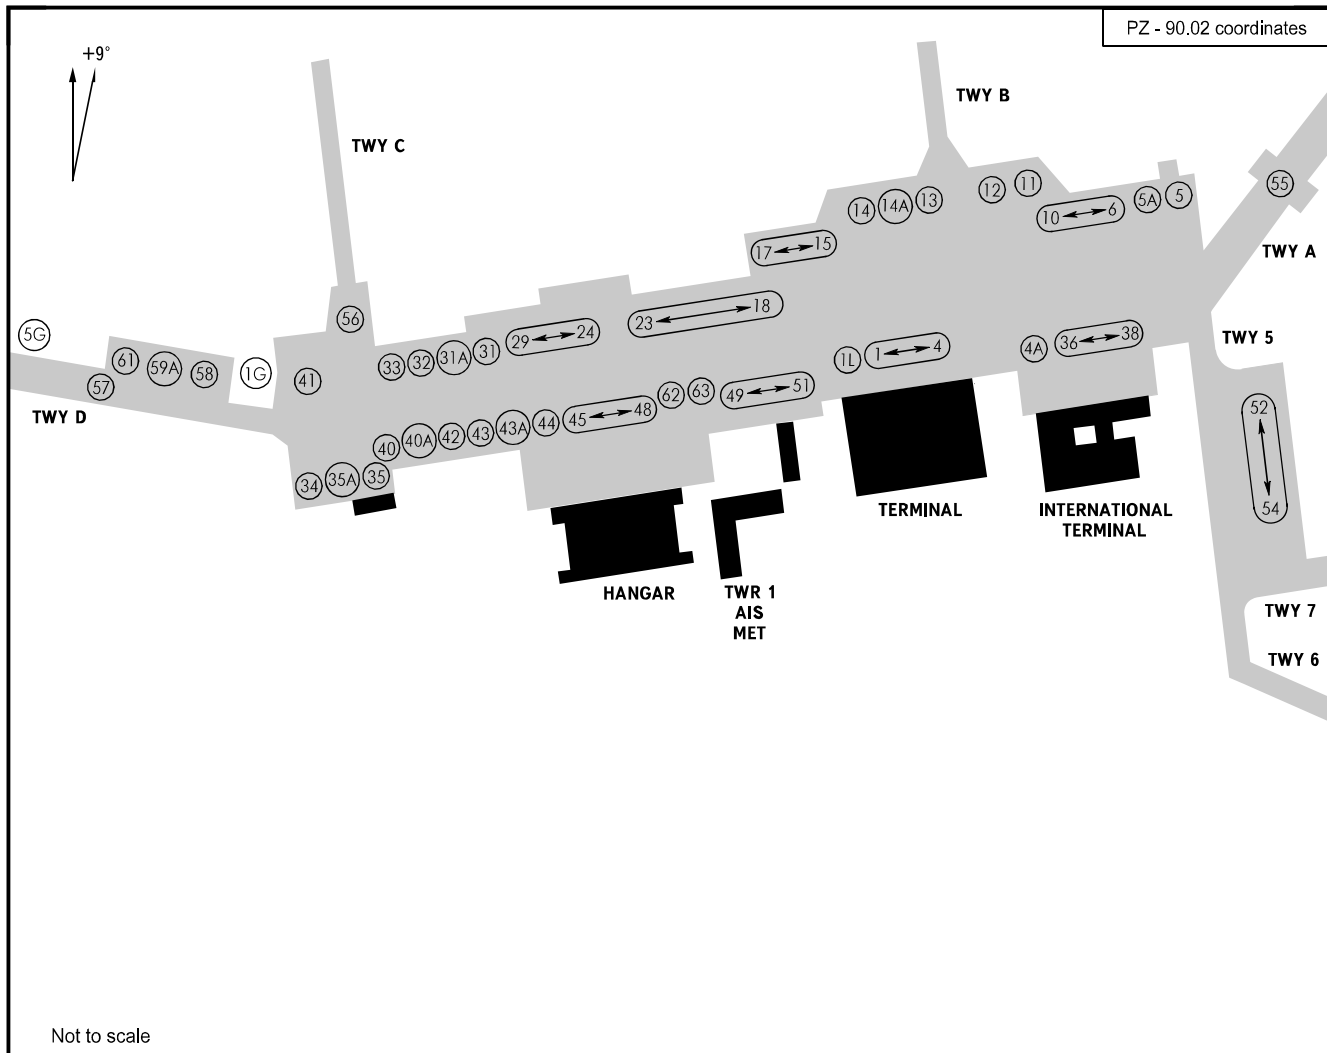 PZ - 90.02 coordinates
+9°
TWY B
TWY C
55
11
12
5A
5
13
14A
14
10
6
TWY A
15
17
18
23
56
5G
TWY 5
24
29
31
31A
32
33
38
36
4A
4
1
1L
61
59A
58
1G
41
57
TWY D
51
49
63
62
48
45
44
43A
43
42
40A
40
52
35
35A
34
54
TERMINAL
INTERNATIONAL
TERMINAL
HANGAR
TWR 1
AIS
MET
TWY 7
TWY 6
Not to scale